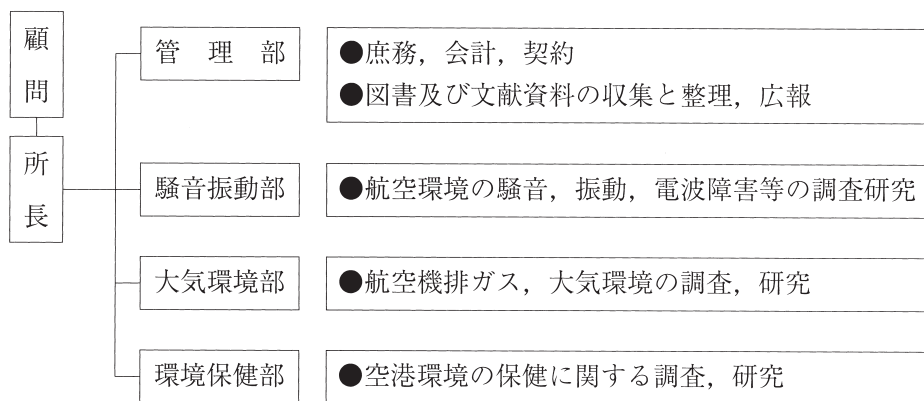 顧問
所長
管理部
●庶務，会計，契約
●図書及び文献資料の収集と整理，広報
騒音振動部
●航空環境の騒音，振動，電波障害等の調査研究
大気環境部
●航空機排ガス，大気環境の調査，研究
環境保健部
●空港環境の保健に関する調査，研究